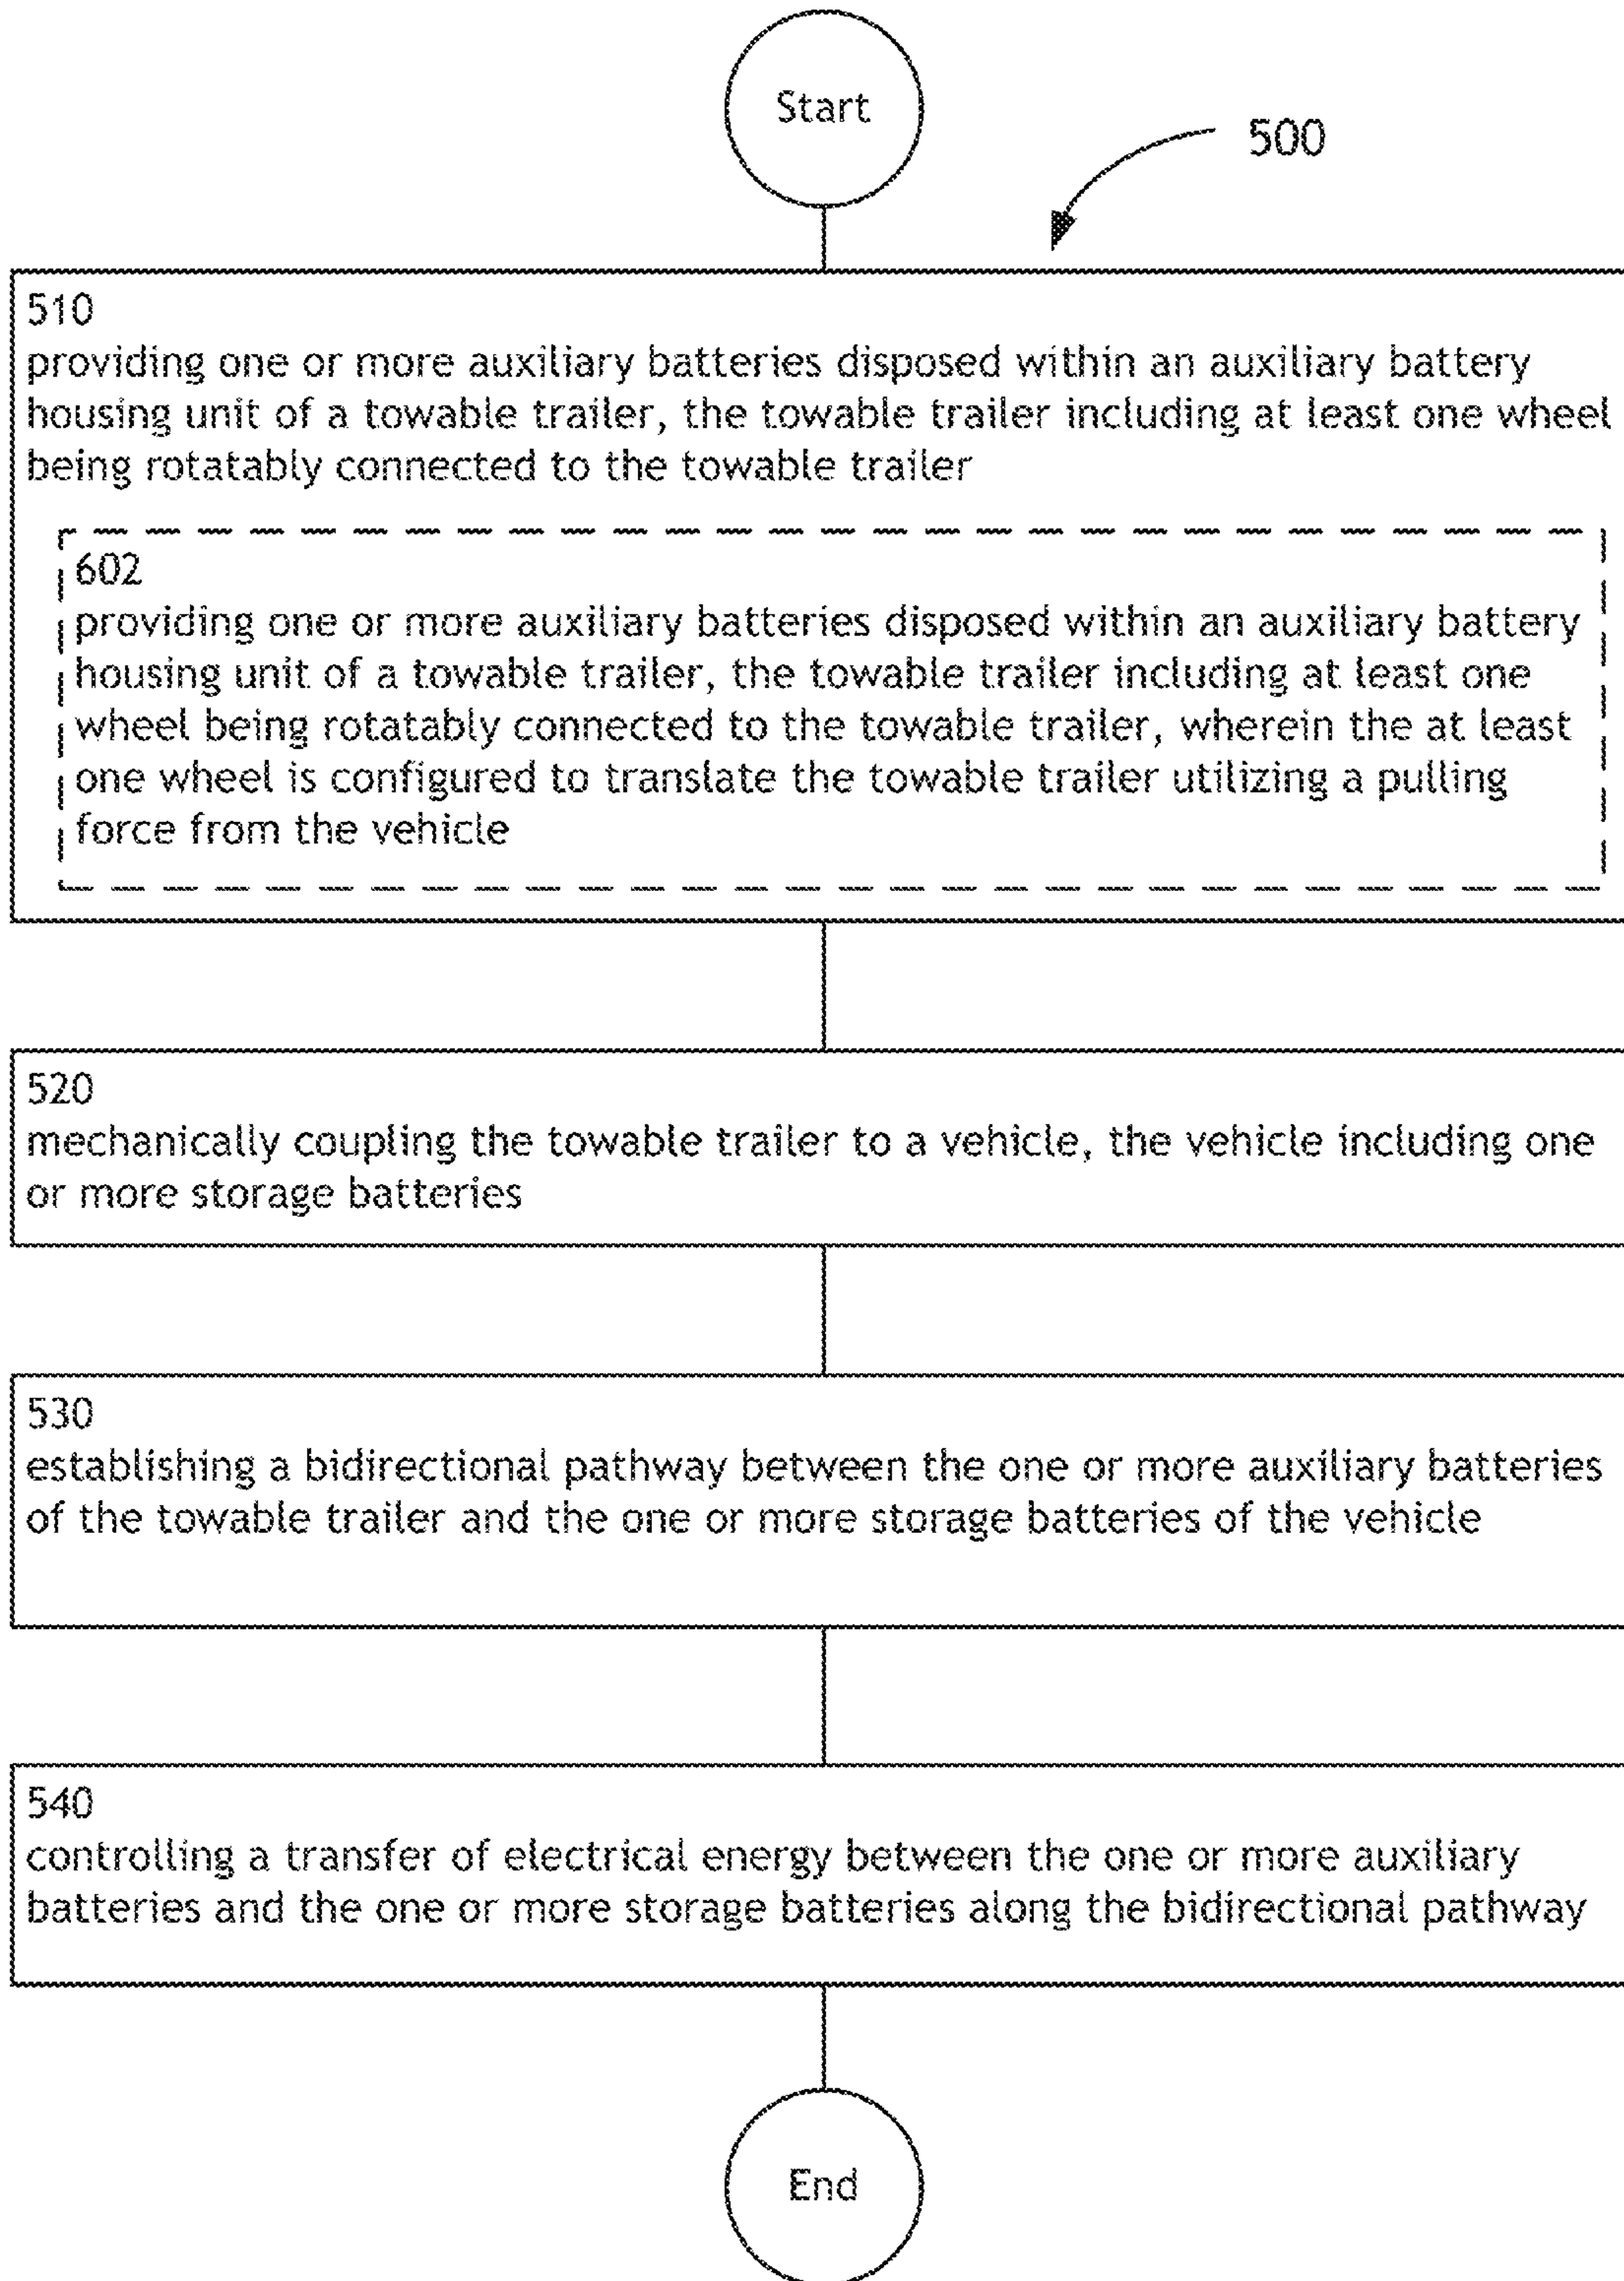 Start
500
510
providing one or more auxiliary batteries disposed within an auxiliary battery
housing unit of a towable trailer, the towable trailer including at least one wheel
being rotatably connected to the towable trailer
602
providing one or more auxiliary batteries disposed within an auxiliary battery
housing unit of a towable trailer, the towable trailer including at least one
wheel being rotatably connected to the towable trailer, wherein the at least
one wheel is configured to translate the towable trailer utilizing a pulling
force from the vehicle
520
mechanically coupling the towable trailer to a vehicle, the vehicle including one
or more storage batteries
530
establishing a bidirectional pathway between the one or more auxiliary batteries
of the towable trailer and the one or more storage batteries of the vehicle
540
controlling a transfer of electrical energy between the one or more auxiliary
batteries and the one or more storage batteries along the bidirectional pathway
End